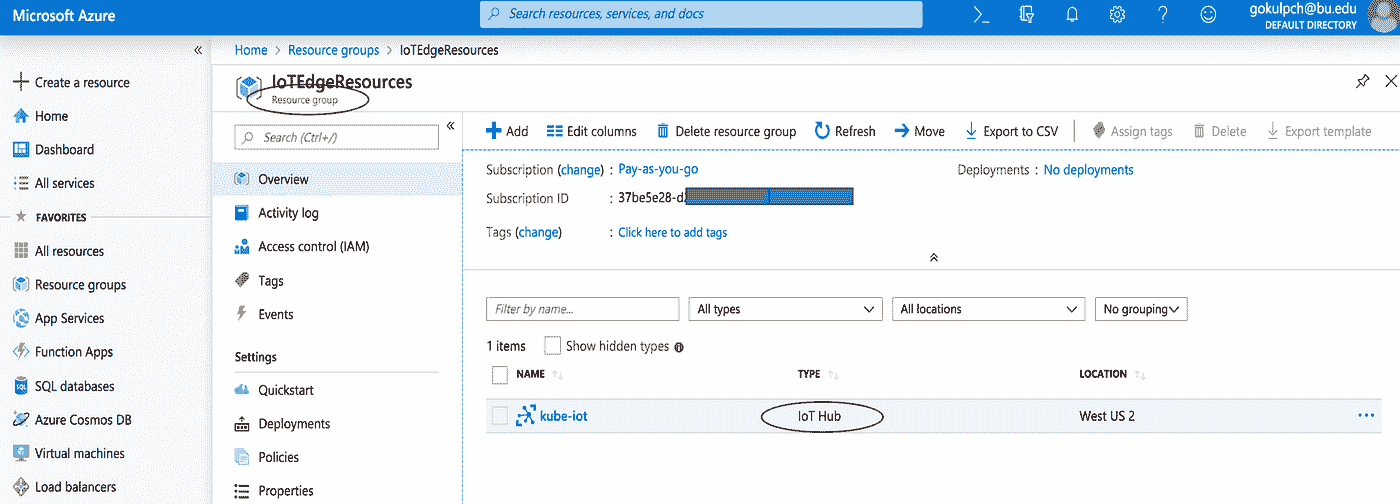 Microsoft Azure
Search resources, services, and docs
gokulpch@bu.edu
DEFAULT DIRECTORY
Create a resource
Home
Dashboard
All services
FAVORITES
All resources
Resource groups
App Services
Function Apps
SQL databases
Azure Cosmos DB
Virtual machines
Load balancers
Home > Resource groups > IoTEdgeResources
IoTEdgeResources
Resource group
Search (Ctrl+/)
Overview
Activity log
Access control (IAM)
Tags
Events
Settings
Quickstart
Deployments
Policies
Properties
Add Edit columns Delete resource group Refresh Move Export to CSV Assign tags Delete Export template
Subscription (change) : Pay-as-you-go Deployments : No deployments
Subscription ID : 37be5e28-d
Tags (change) : Click here to add tags
Filter by name... All types All locations No grouping
1 items Show hidden types
NAME TYPE LOCATION
kube-iot IoT Hub West US 2